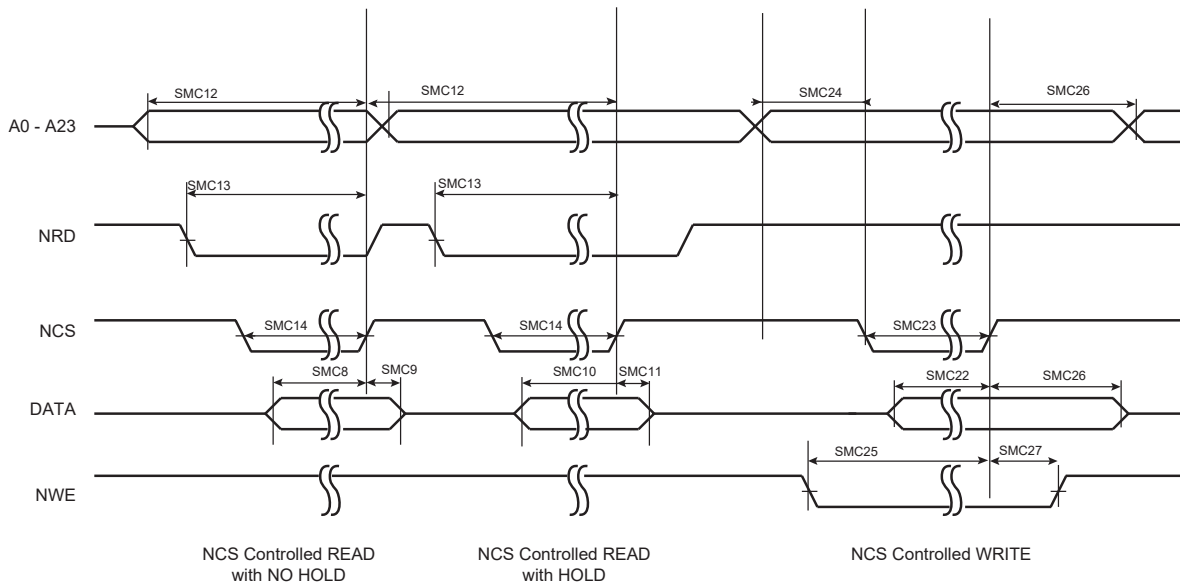 SMC12
SMC12
SMC24
SMC26
A0 - A23
SMC13
SMC13
NRD
SMC14
SMC14
SMC23
NCS
SMC8
SMC9
SMC10
SMC11
SMC22
SMC26
DATA
SMC25
SMC27
NWE
NCS Controlled READ
with NO HOLD
NCS Controlled READ
with HOLD
NCS Controlled WRITE